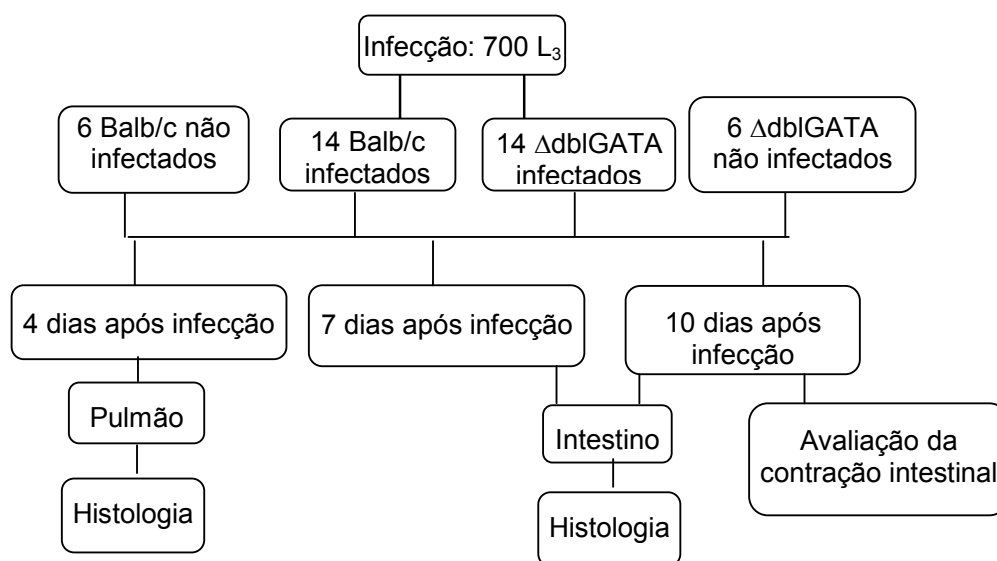 Infecção: 700 L₃
6 Balb/c não
infectados
14 Balb/c
infectados
14 ΔdblGATA
infectados
6 ΔdblGATA
não infectados
4 dias após infecção
7 dias após infecção
10 dias após
infecção
Pulmão
Intestino
Avaliação da
contração intestinal
Histologia
Histologia